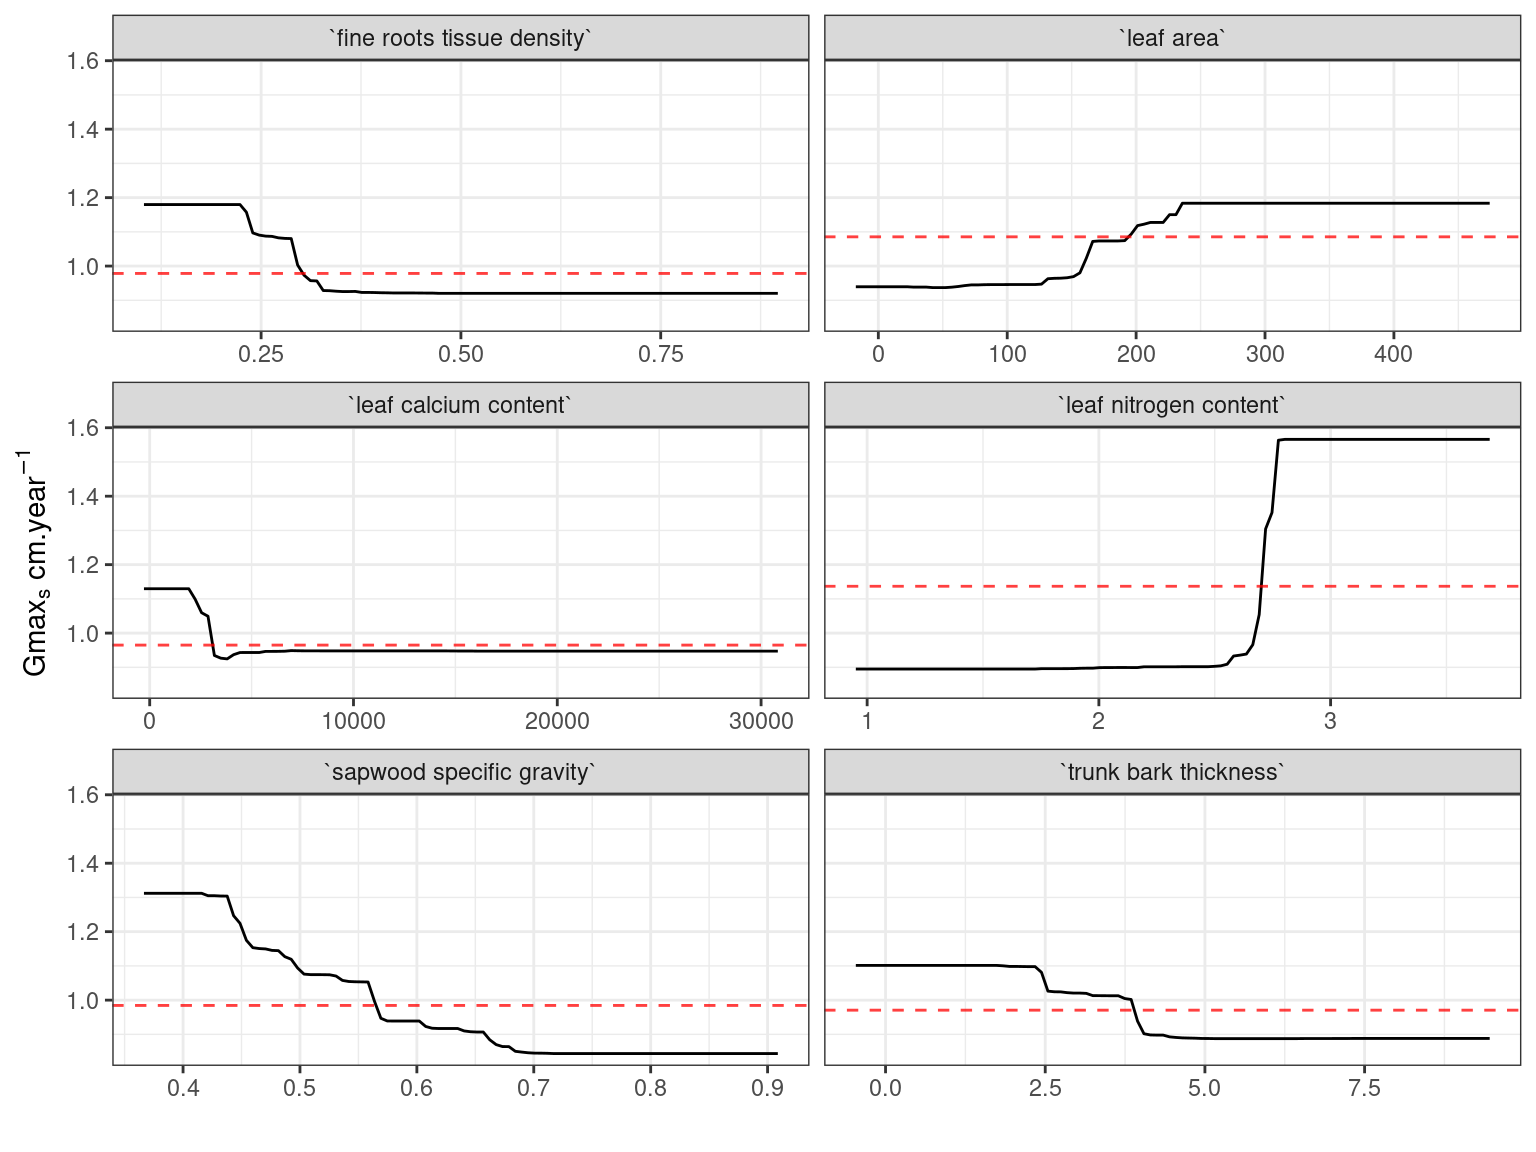 `fine roots tissue density`
`leaf area`
1.6
1.4
1.2
1.0
0.25 0.50 0.75
0 100 200 300 400
`leaf calcium content`
`leaf nitrogen content`
Gmaxs cm.year−1
1.6
1.4
1.2
1.0
0 10000 20000 30000
1 2 3
`sapwood specific gravity`
`trunk bark thickness`
1.6
1.4
1.2
1.0
0.4 0.5 0.6 0.7 0.8 0.9
0.0 2.5 5.0 7.5